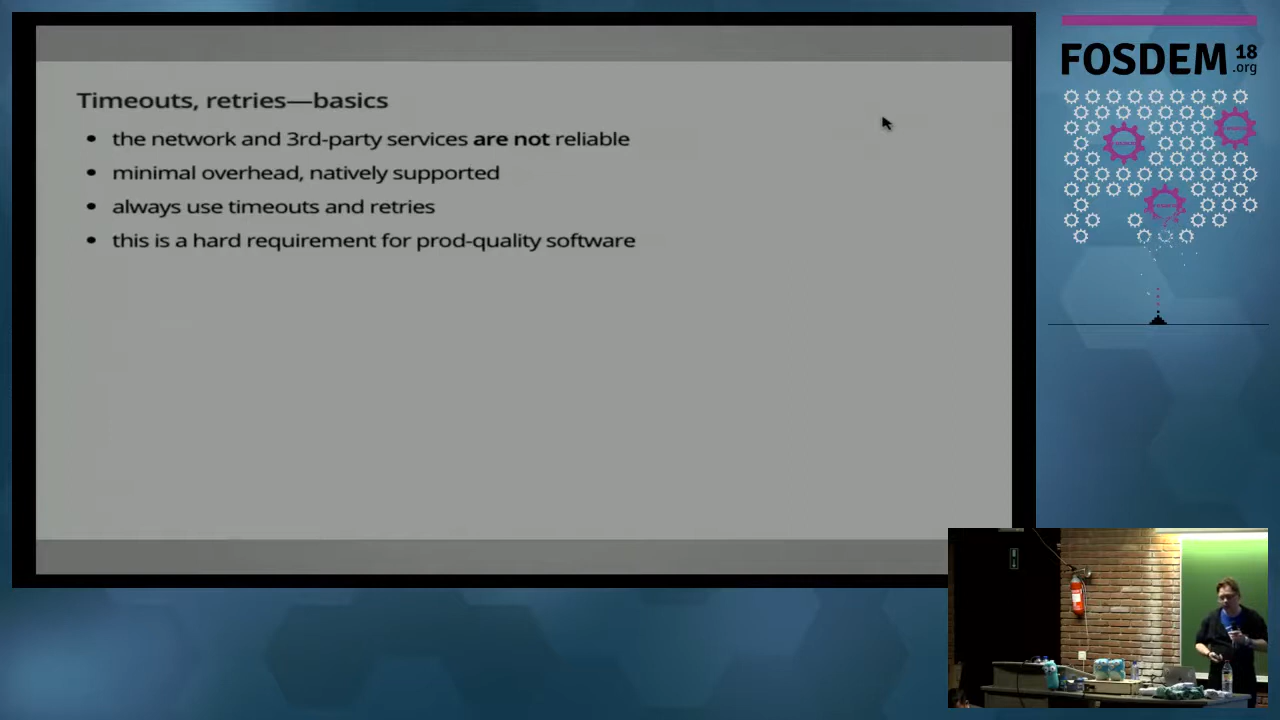 Timeouts, retries—basics
• the network and 3rd-party services are not reliable
• minimal overhead, natively supported
• always use timeouts and retries
• this is a hard requirement for prod-quality software
FOSDEM 18
.org